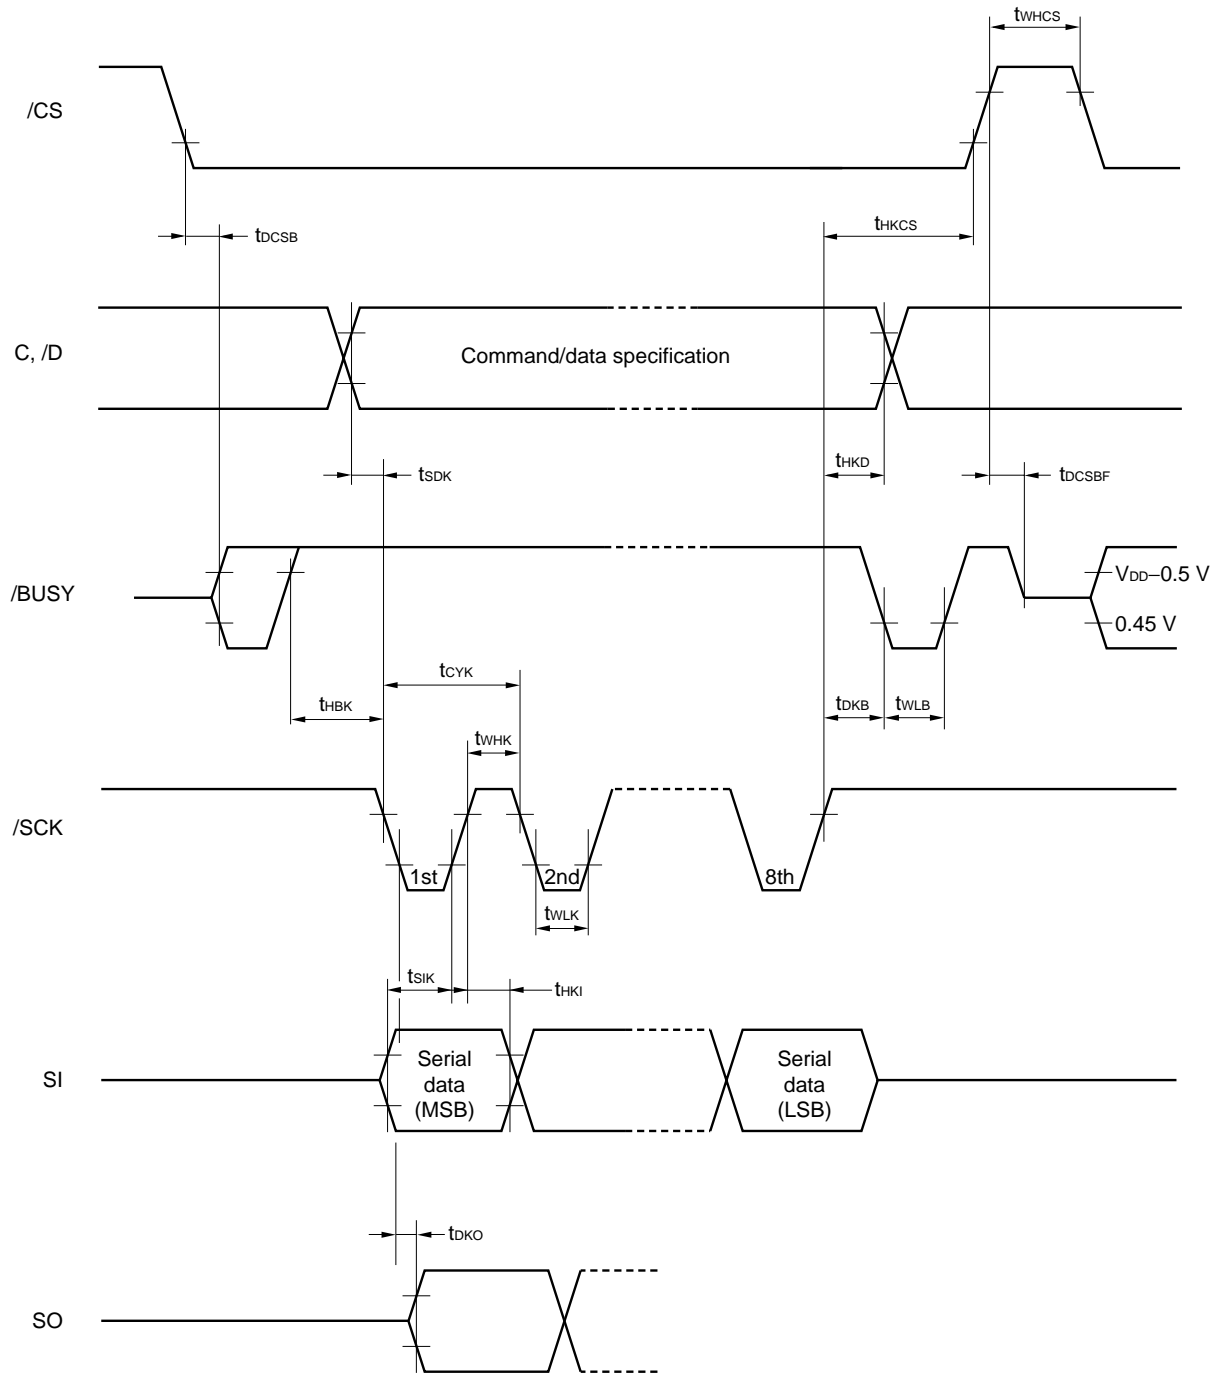 tWHCS
/CS
tDCSB
tHKCS
C, /D
Command/data specification
tSDK
tHKD
tDCSBF
/BUSY
VDD–0.5 V
0.45 V
tCYK
tHBK
tDKB
tWLB
tWHK
/SCK
1st
2nd
8th
tWLK
tSIK
tHKI
SI
Serial
data
(MSB)
Serial
data
(LSB)
tDKO
SO